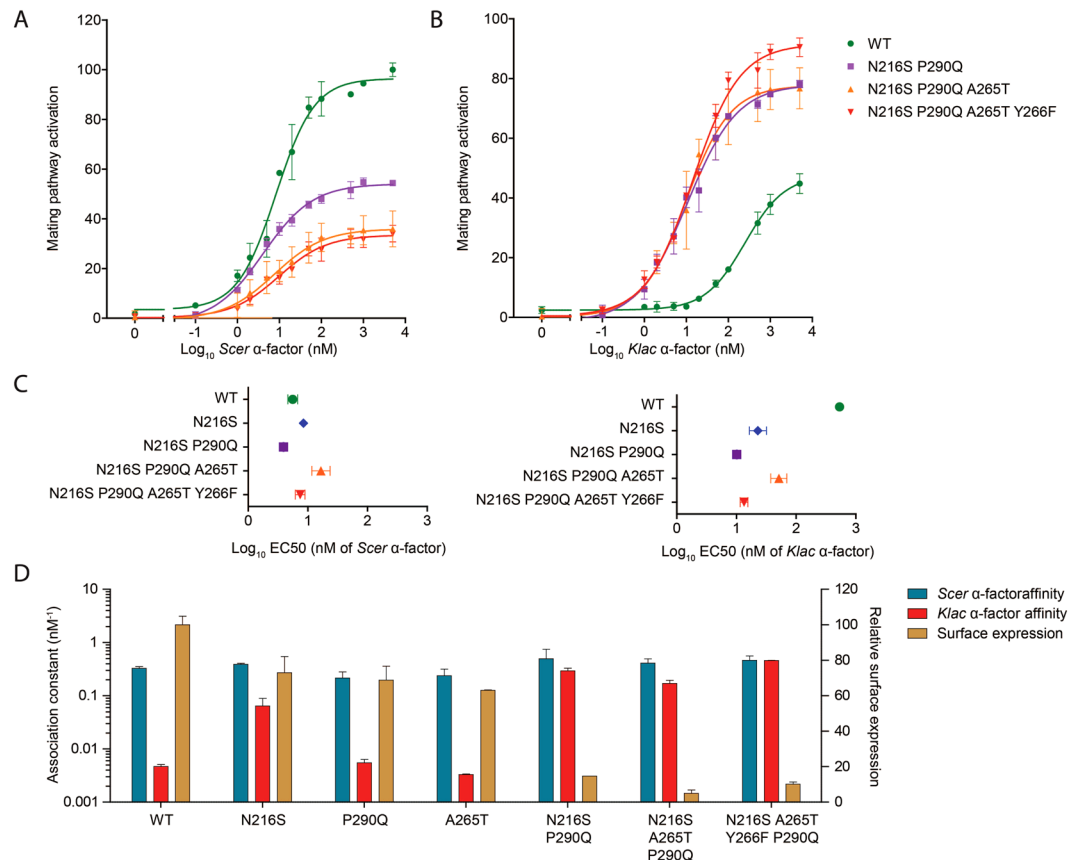 A
120
100
80
60
40
20
0
Mating pathway activation
0
-1
0
1
2
3
4
Log10 Scer α-factor (nM)
B
100
80
60
40
20
0
Mating pathway activation
0
-1
0
1
2
3
4
Log10 Klac α-factor (nM)
WT
N216S P290Q
N216S P290Q A265T
N216S P290Q A265T Y266F
C
WT
N216S
N216S P290Q
N216S P290Q A265T
N216S P290Q A265T Y266F
0
1
2
3
Log10 EC50 (nM of Scer α-factor)
WT
N216S
N216S P290Q
N216S P290Q A265T
N216S P290Q A265T Y266F
0
1
2
3
Log10 EC50 (nM of Klac α-factor)
D
10
1
0.1
0.01
0.001
Association constant (nM-1)
120
100
80
60
40
20
0
Relative surface expression
WT
N216S
P290Q
A265T
N216S
P290Q
N216S
A265T
P290Q
N216S A265T
Y266F P290Q
Scer α-factoraffinity
Klac α-factor affinity
Surface expression